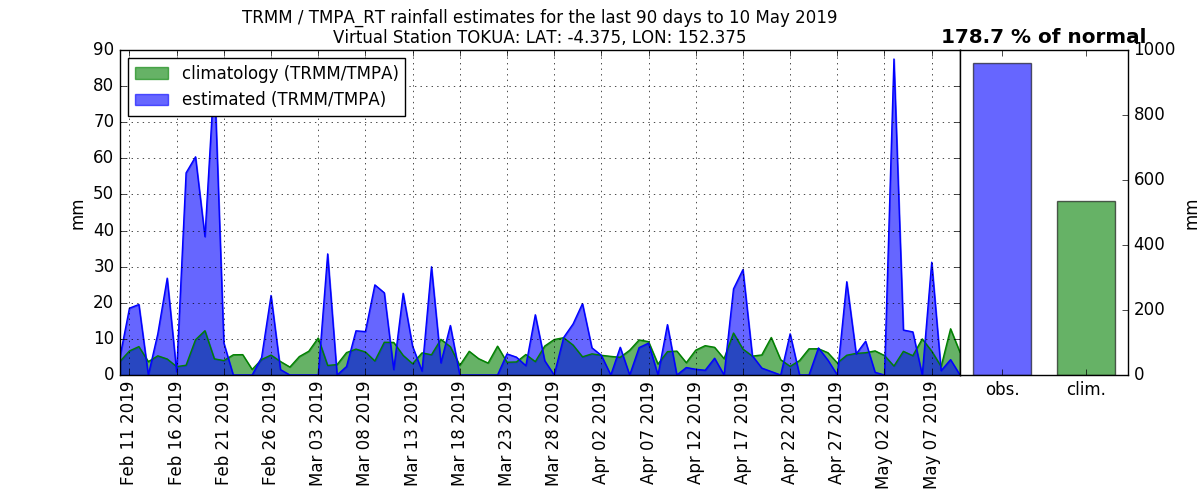 TRMM / TMPA_RT rainfall estimates for the last 90 days to 10 May 2019
Virtual Station TOKUA: LAT: -4.375, LON: 152.375
178.7 % of normal
climatology (TRMM/TMPA)
estimated (TRMM/TMPA)
mm
90
80
70
60
50
40
30
20
10
0
Feb 11 2019
Feb 16 2019
Feb 21 2019
Feb 26 2019
Mar 03 2019
Mar 08 2019
Mar 13 2019
Mar 18 2019
Mar 23 2019
Mar 28 2019
Apr 02 2019
Apr 07 2019
Apr 12 2019
Apr 17 2019
Apr 22 2019
Apr 27 2019
May 02 2019
May 07 2019
obs.
clim.
1000
800
600
400
200
0
mm